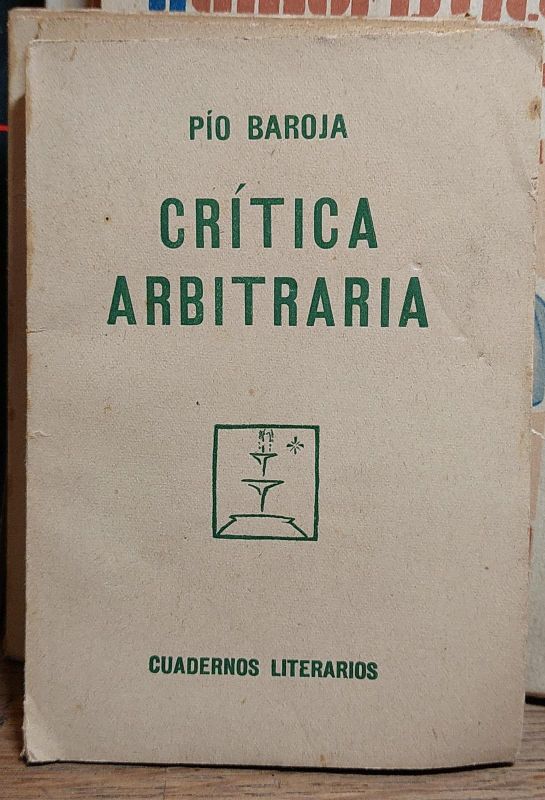 PÍO BAROJA
CRÍTICA
ARBITRARIA
CUADERNOS LITERARIOS